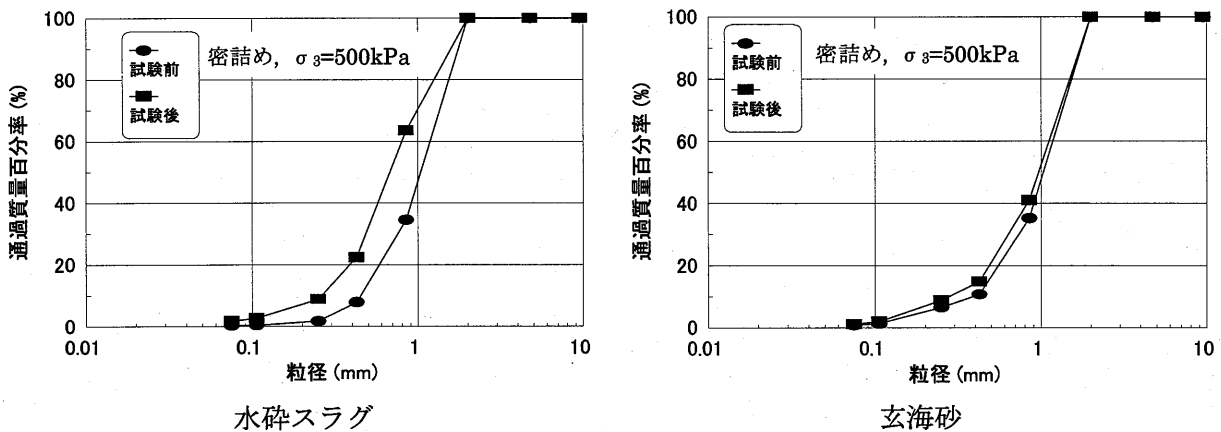 100
80
60
40
20
0
通過質量百分率 (%)
試験前
試験後
密詰め, σ₃=500kPa
0.01
0.1
1
10
粒径 (mm)
水砕スラグ
100
80
60
40
20
0
通過質量百分率 (%)
試験前
試験後
密詰め, σ₃=500kPa
0.01
0.1
1
10
粒径 (mm)
玄海砂